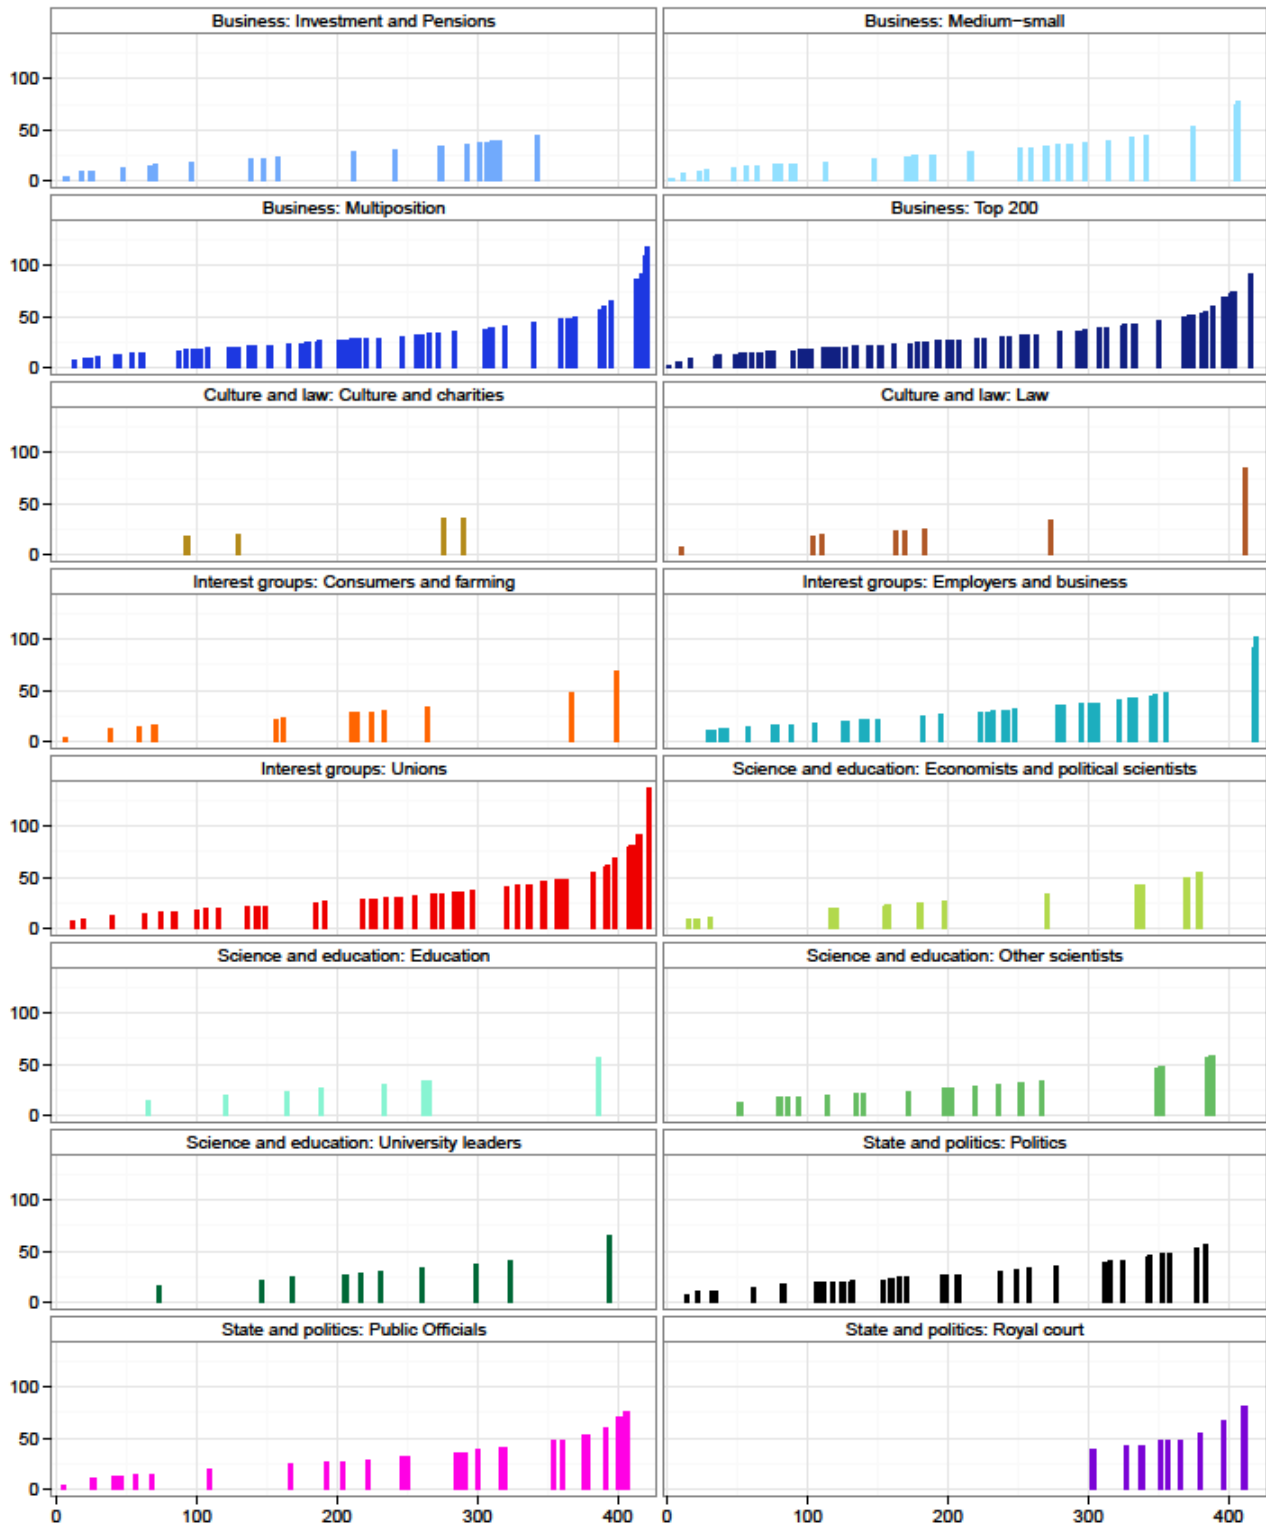 Business: Investment and Pensions
Business: Medium−small
100
50
0
Business: Multiposition
Business: Top 200
100
50
0
Culture and law: Culture and charities
Culture and law: Law
100
50
0
Interest groups: Consumers and farming
Interest groups: Employers and business
100
50
0
Interest groups: Unions
Science and education: Economists and political scientists
100
50
0
Science and education: Education
Science and education: Other scientists
100
50
0
Science and education: University leaders
State and politics: Politics
100
50
0
State and politics: Public Officials
State and politics: Royal court
100
50
0
0 100 200 300 400
0 100 200 300 400